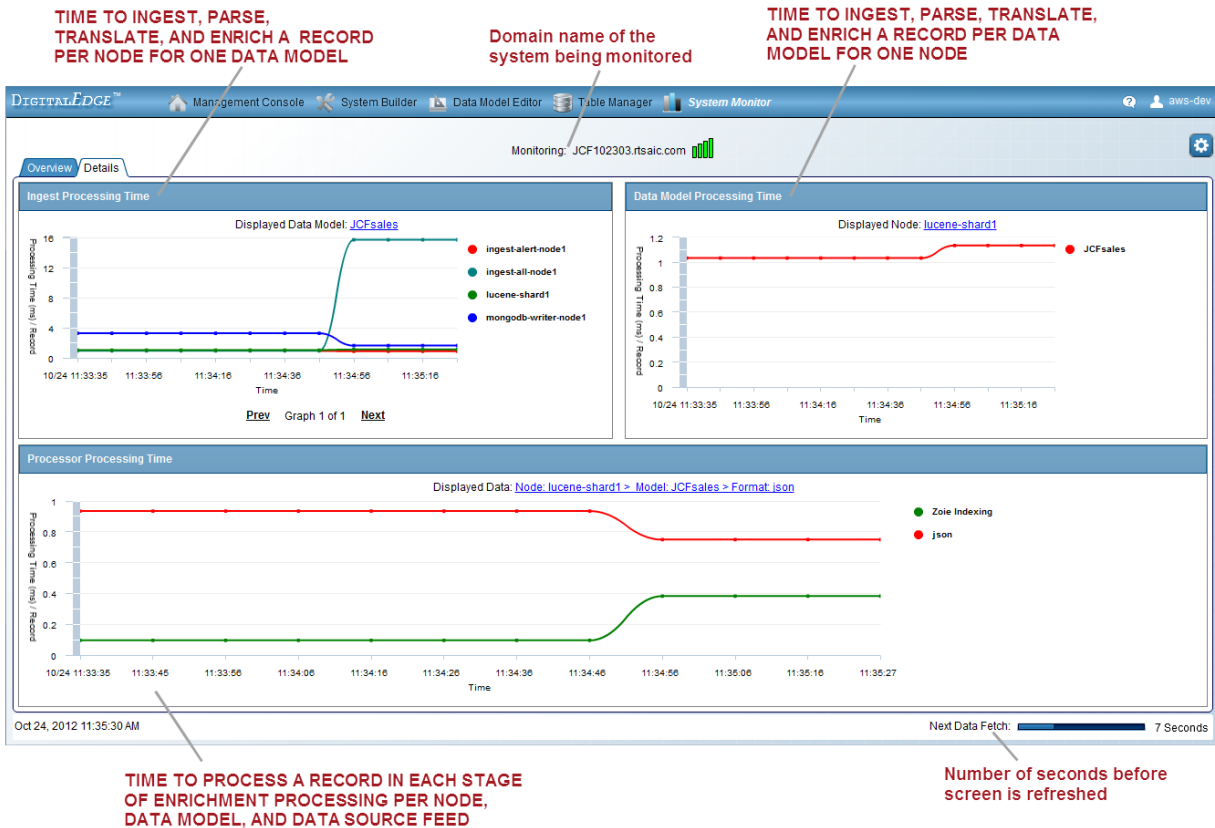 TIME TO INGEST, PARSE,
TRANSLATE, AND ENRICH A RECORD
PER NODE FOR ONE DATA MODEL
Domain name of the
system being monitored
TIME TO INGEST, PARSE, TRANSLATE,
AND ENRICH A RECORD PER DATA
MODEL FOR ONE NODE
DIGITALEDGE™ Management Console System Builder Data Model Editor Table Manager System Monitor aws-dev
Monitoring: JCF102303.rtsaic.com
Overview Details
Ingest Processing Time
Displayed Data Model: JCFsales
Processing Time (ms) / Record
16
12
8
4
0
10/24 11:33:35 11:33:56 11:34:16 11:34:36 11:34:56 11:35:16
Time
ingest-alert-node1
ingest-all-node1
lucene-shard1
mongodb-writer-node1
Prev Graph 1 of 1 Next
Data Model Processing Time
Displayed Node: lucene-shard1
Processing Time (ms) / Record
1.2
1
0.8
0.6
0.4
0.2
0
10/24 11:33:35 11:33:56 11:34:16 11:34:36 11:34:56 11:35:16
Time
JCFsales
Processor Processing Time
Displayed Data: Node: lucene-shard1 > Model: JCFsales > Format: json
Processing Time (ms) / Record
1
0.8
0.6
0.4
0.2
0
10/24 11:33:35 11:33:45 11:33:56 11:34:06 11:34:16 11:34:26 11:34:36 11:34:46 11:34:56 11:35:06 11:35:16 11:35:27
Time
Zoie Indexing
json
Oct 24, 2012 11:35:30 AM
Next Data Fetch: 7 Seconds
TIME TO PROCESS A RECORD IN EACH STAGE
OF ENRICHMENT PROCESSING PER NODE,
DATA MODEL, AND DATA SOURCE FEED
Number of seconds before
screen is refreshed